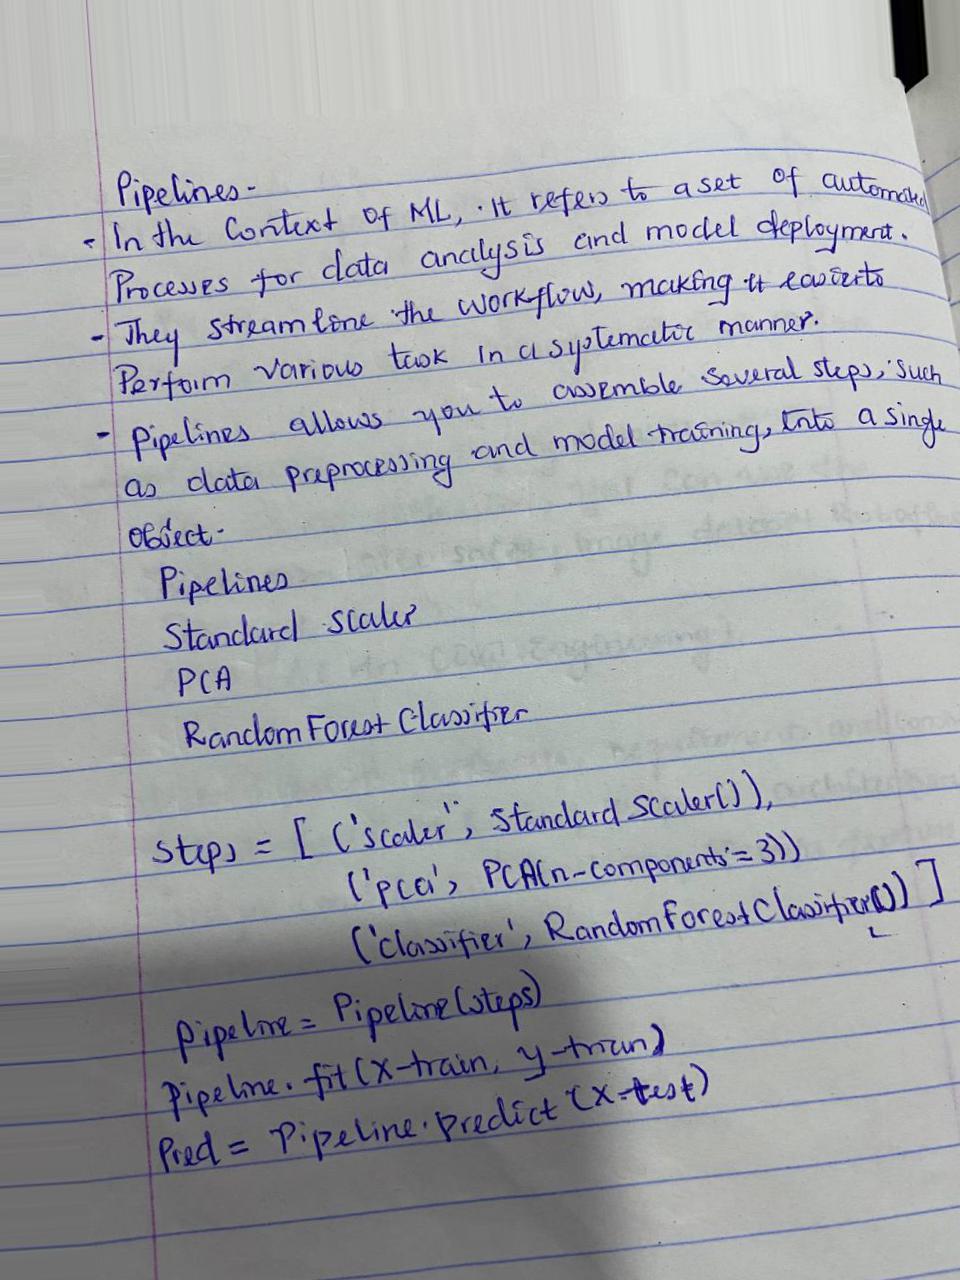 Pipelines -
- In the Context of ML, It refers to a set of automated
Processes for data analysis and model deployment.
- They streamline the workflow, making it easier to
Perform various task in a systematic manner.
- Pipelines allows you to assemble several steps, such
as data preprocessing and model training, Into a single
object.
Pipelines
Standard Scaler
PCA
RandomForest Classifier
steps = [ ('scaler", Standard Scaler()),
('pca', PCA(n-components = 3))
('classifier', RandomForestClassifier())]
Pipeline = Pipeline(steps)
Pipeline.fit(X-train, y-train)
Pred = Pipeline.predict(X-test)